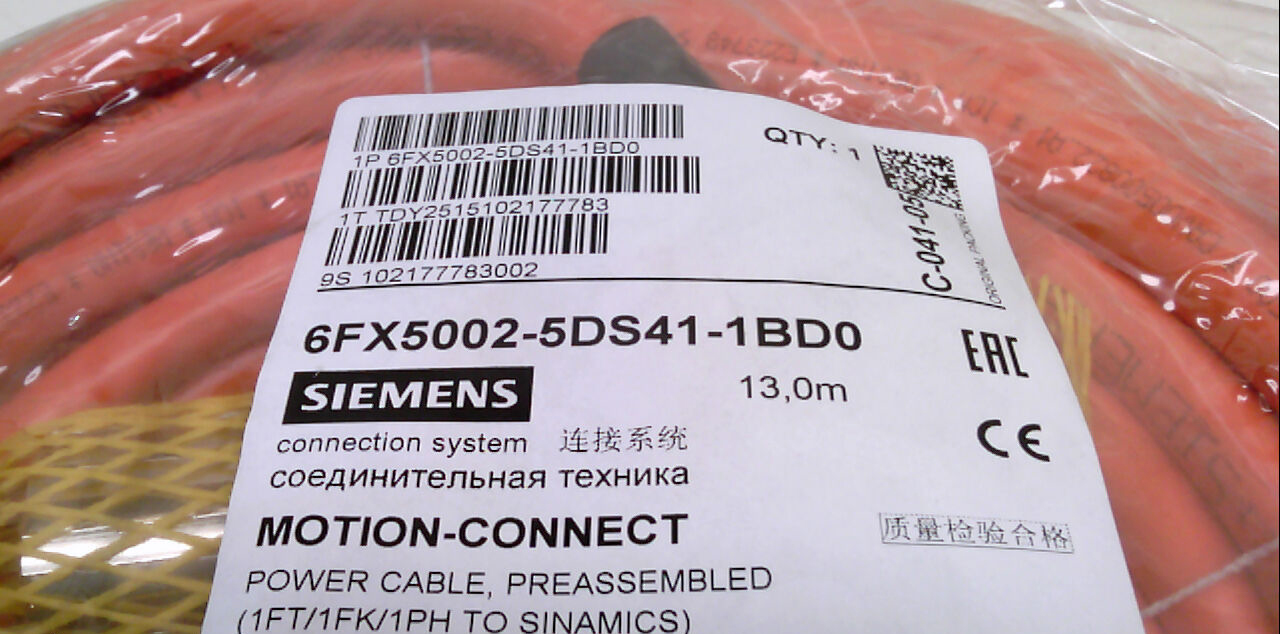 1P 6FX5002-5DS41-1BD0
QTY: 1
1T TDY2515102177783
9S 102177783002
C-041-05
ORIGINAL PACKING
6FX5002-5DS41-1BD0
EAC
SIEMENS
13,0m
CE
connection system 连接系统
соединительная техника
MOTION-CONNECT
质量检验合格
POWER CABLE, PREASSEMBLED
(1FT/1FK/1PH TO SINAMICS)